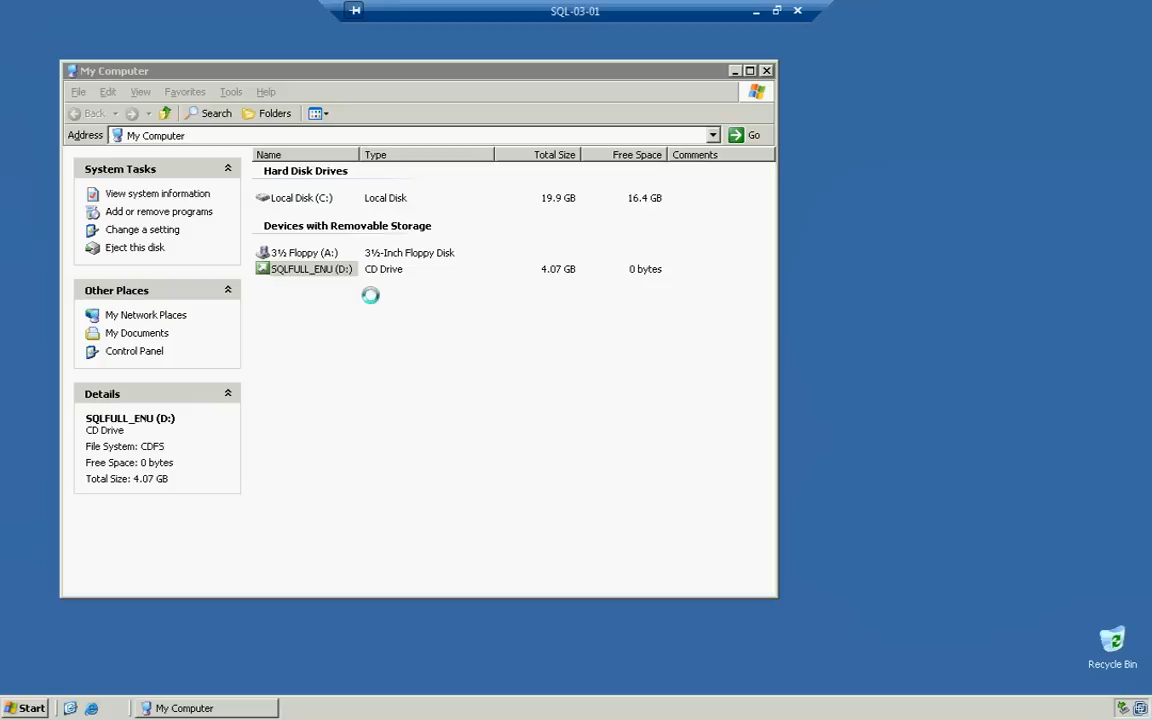 SQL-03-01
My Computer
File Edit View Favorites Tools Help
Back Search Folders
Address My Computer Go
System Tasks
View system information
Add or remove programs
Change a setting
Eject this disk
Other Places
My Network Places
My Documents
Control Panel
Details
SQLFULL_ENU (D:)
CD Drive
File System: CDFS
Free Space: 0 bytes
Total Size: 4.07 GB
Name Type Total Size Free Space Comments
Hard Disk Drives
Local Disk (C:) Local Disk 19.9 GB 16.4 GB
Devices with Removable Storage
3½ Floppy (A:) 3½-Inch Floppy Disk
SQLFULL_ENU (D:) CD Drive 4.07 GB 0 bytes
Recycle Bin
Start My Computer